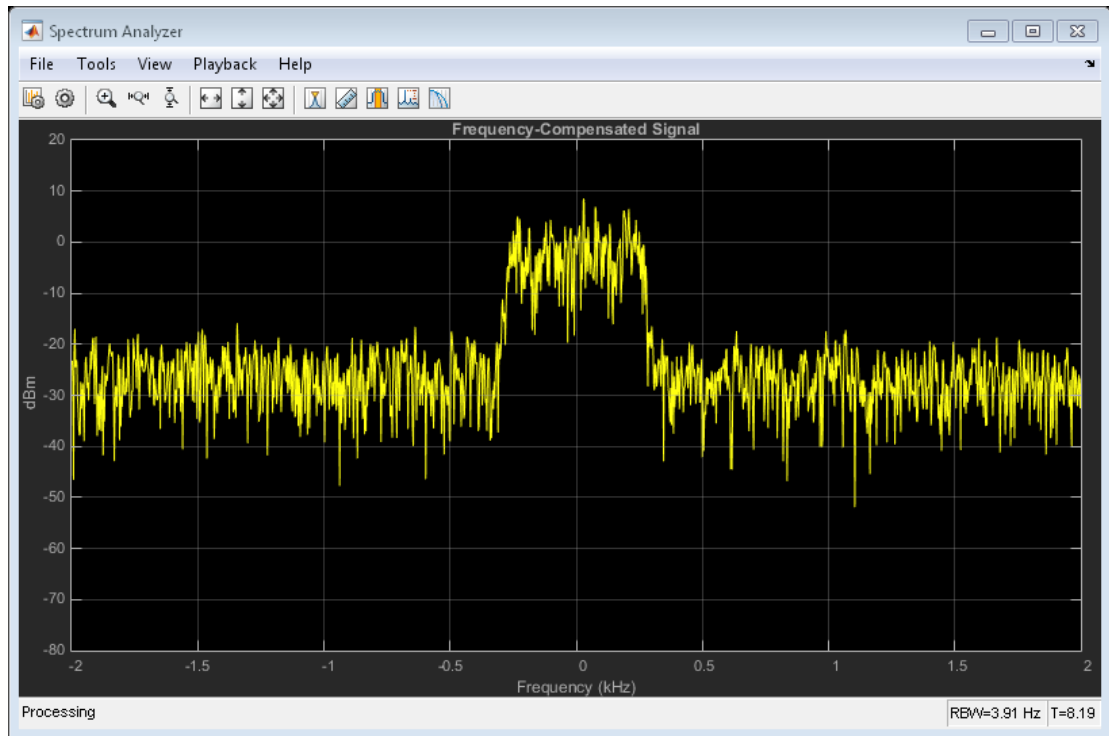 Spectrum Analyzer
File Tools View Playback Help
Frequency-Compensated Signal
20
10
0
-10
-20
-30
-40
-50
-60
-70
-80
dBm
-2 -1.5 -1 -0.5 0 0.5 1 1.5 2
Frequency (kHz)
Processing RBW=3.91 Hz T=8.19